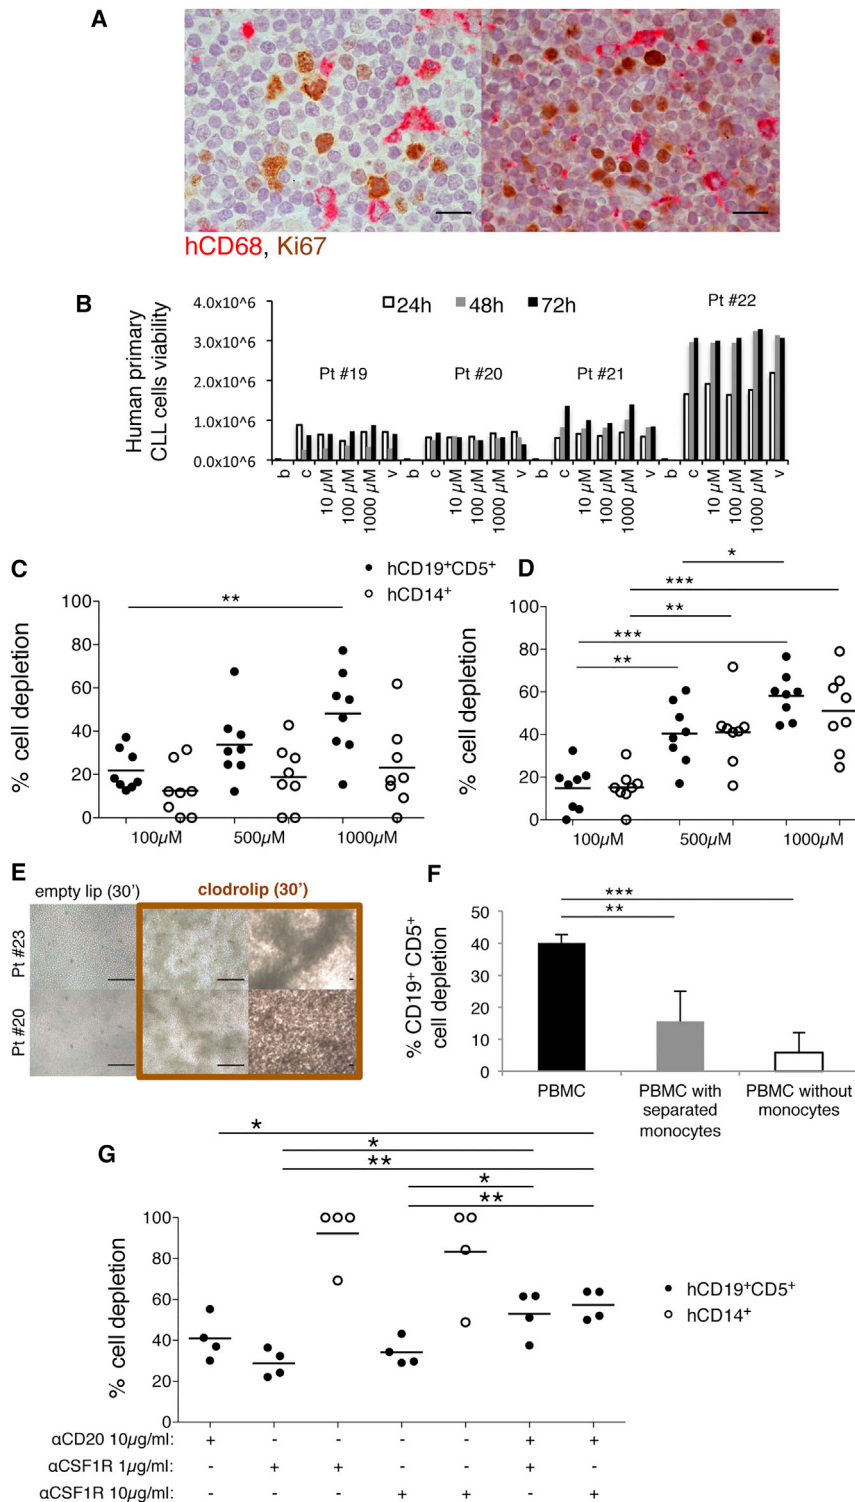 A
hCD68, Ki67
B
Human primary
CLL cells viability
4.0x10^6
3.0x10^6
2.0x10^6
1.0x10^6
0.0x10^6
24h 48h 72h
Pt #19 Pt #20 Pt #21 Pt #22
b c 10 µM 100 µM 1000 µM v b c 10 µM 100 µM 1000 µM v b c 10 µM 100 µM 1000 µM v b c 10 µM 100 µM 1000 µM v
C
hCD19+CD5+
hCD14+
% cell depletion
100
80
60
40
20
0
**
100µM 500µM 1000µM
D
% cell depletion
100
80
60
40
20
0
*
***
**
***
**
100µM 500µM 1000µM
E
empty lip (30') clodrolip (30')
Pt #23
Pt #20
F
% CD19+ CD5+
cell depletion
50
40
30
20
10
0
***
**
PBMC
PBMC with
separated
monocytes
PBMC without
monocytes
G
*
*
**
*
**
% cell depletion
100
80
60
40
20
0
hCD19+CD5+
hCD14+
αCD20 10µg/ml: + - - - - + +
αCSF1R 1µg/ml: - + + - - + -
αCSF1R 10µg/ml: - - - + + - +